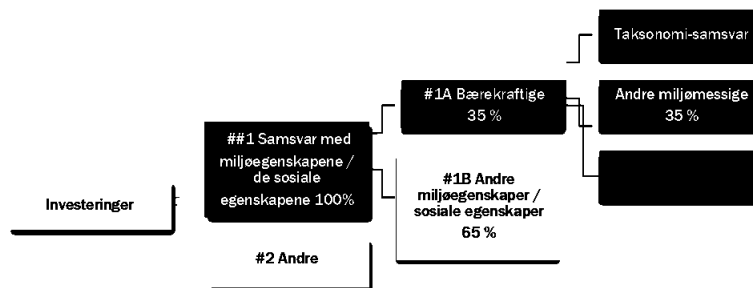 Investeringer
##1 Samsvar med
miljøegenskapene /
de sosiale
egenskapene 100%
#2 Andre
#1A Bærekraftige
35 %
#1B Andre
miljøegenskaper /
sosiale egenskaper
65 %
Taksonomi-samsvar
Andre miljømessige
35 %